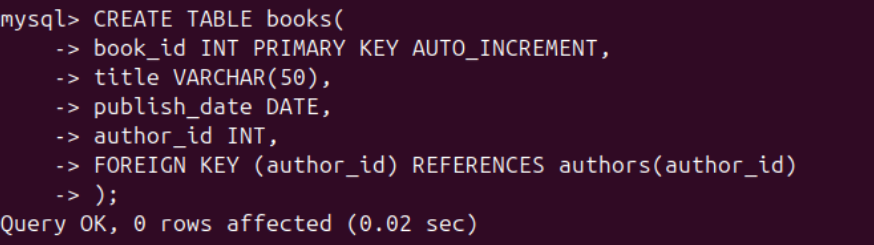 mysql> CREATE TABLE books(
    -> book_id INT PRIMARY KEY AUTO_INCREMENT,
    -> title VARCHAR(50),
    -> publish_date DATE,
    -> author_id INT,
    -> FOREIGN KEY (author_id) REFERENCES authors(author_id)
    -> );
Query OK, 0 rows affected (0.02 sec)